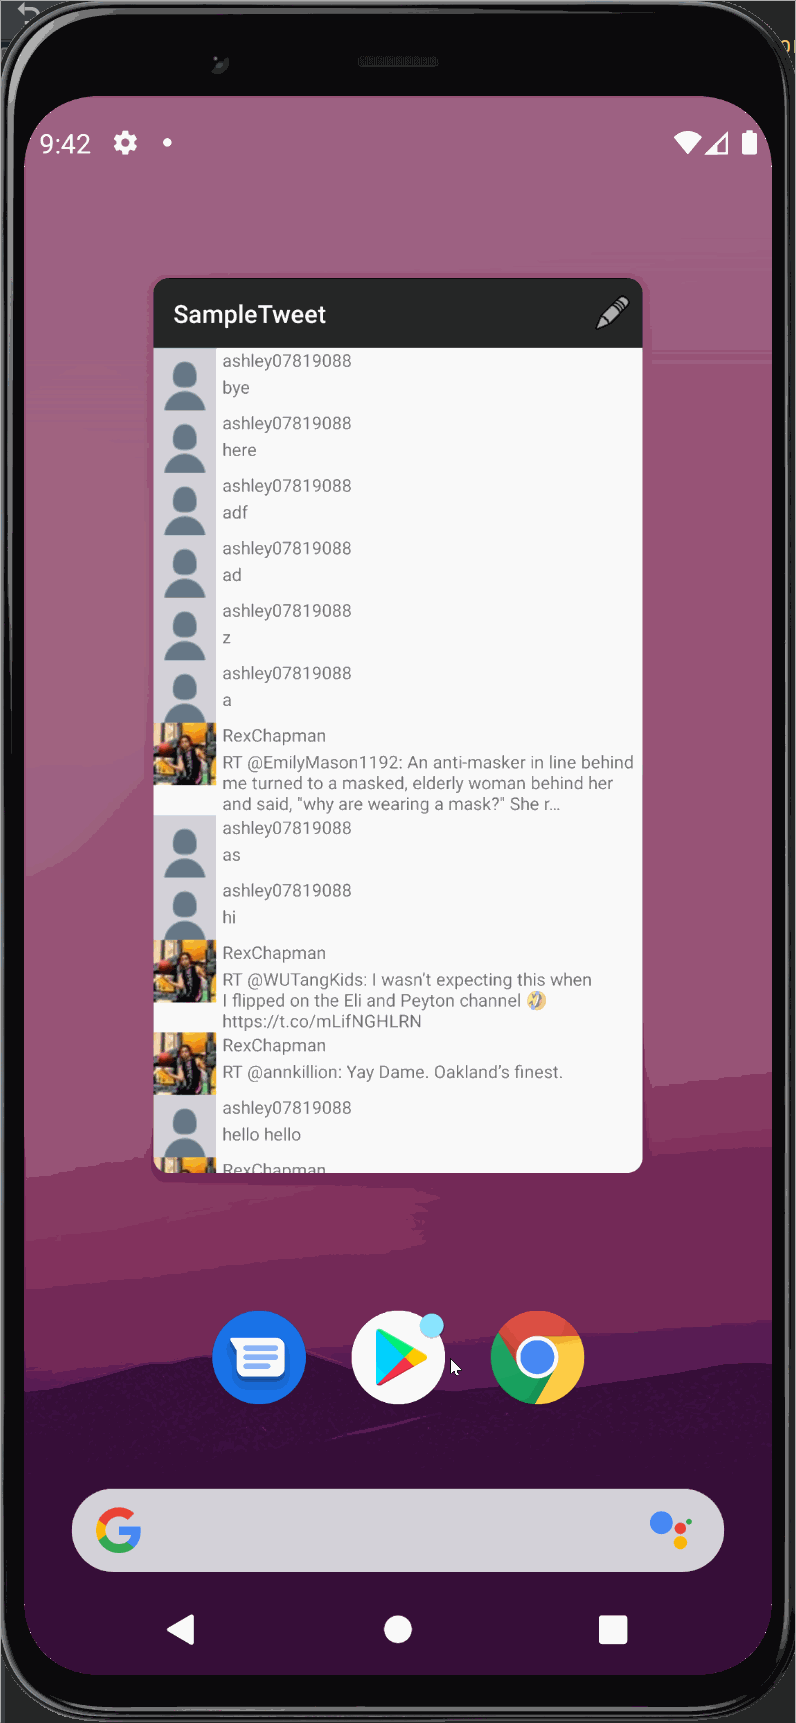 9:42
SampleTweet
ashley07819088
bye
ashley07819088
here
ashley07819088
adf
ashley07819088
ad
ashley07819088
z
ashley07819088
a
RexChapman
RT @EmilyMason1192: An anti-masker in line behind
me turned to a masked, elderly woman behind her
and said, "why are wearing a mask?" She r…
ashley07819088
as
ashley07819088
hi
RexChapman
RT @WUTangKids: I wasn’t expecting this when
I flipped on the Eli and Peyton channel 🤣
https://t.co/mLifNGHLRN
RexChapman
RT @annkillion: Yay Dame. Oakland’s finest.
ashley07819088
hello hello
RexChapman